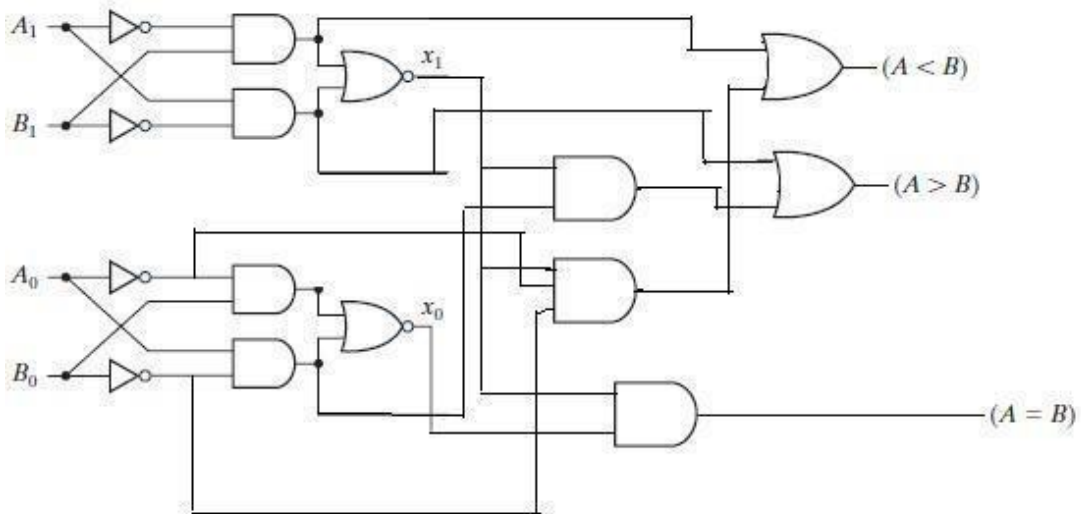 A₁
x₁
(A < B)
B₁
(A > B)
A₀
x₀
B₀
(A = B)